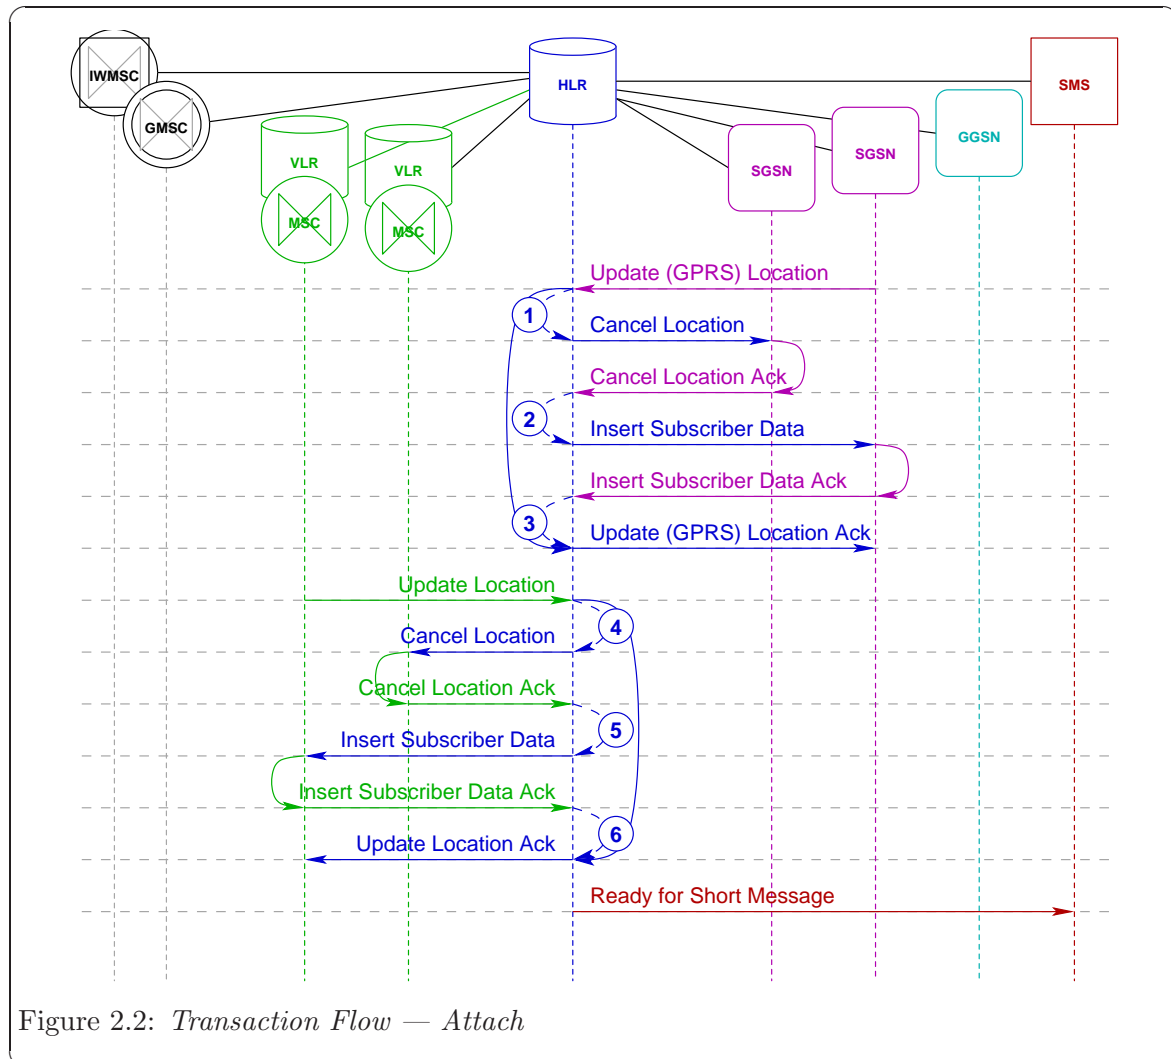 IWMSC
HLR
SMS
GMSC
VLR
VLR
SGSN
SGSN
GGSN
MSC
MSC
Update (GPRS) Location
1
Cancel Location
Cancel Location Ack
2
Insert Subscriber Data
Insert Subscriber Data Ack
3
Update (GPRS) Location Ack
Update Location
4
Cancel Location
Cancel Location Ack
5
Insert Subscriber Data
Insert Subscriber Data Ack
6
Update Location Ack
Ready for Short Message
Figure 2.2: Transaction Flow — Attach